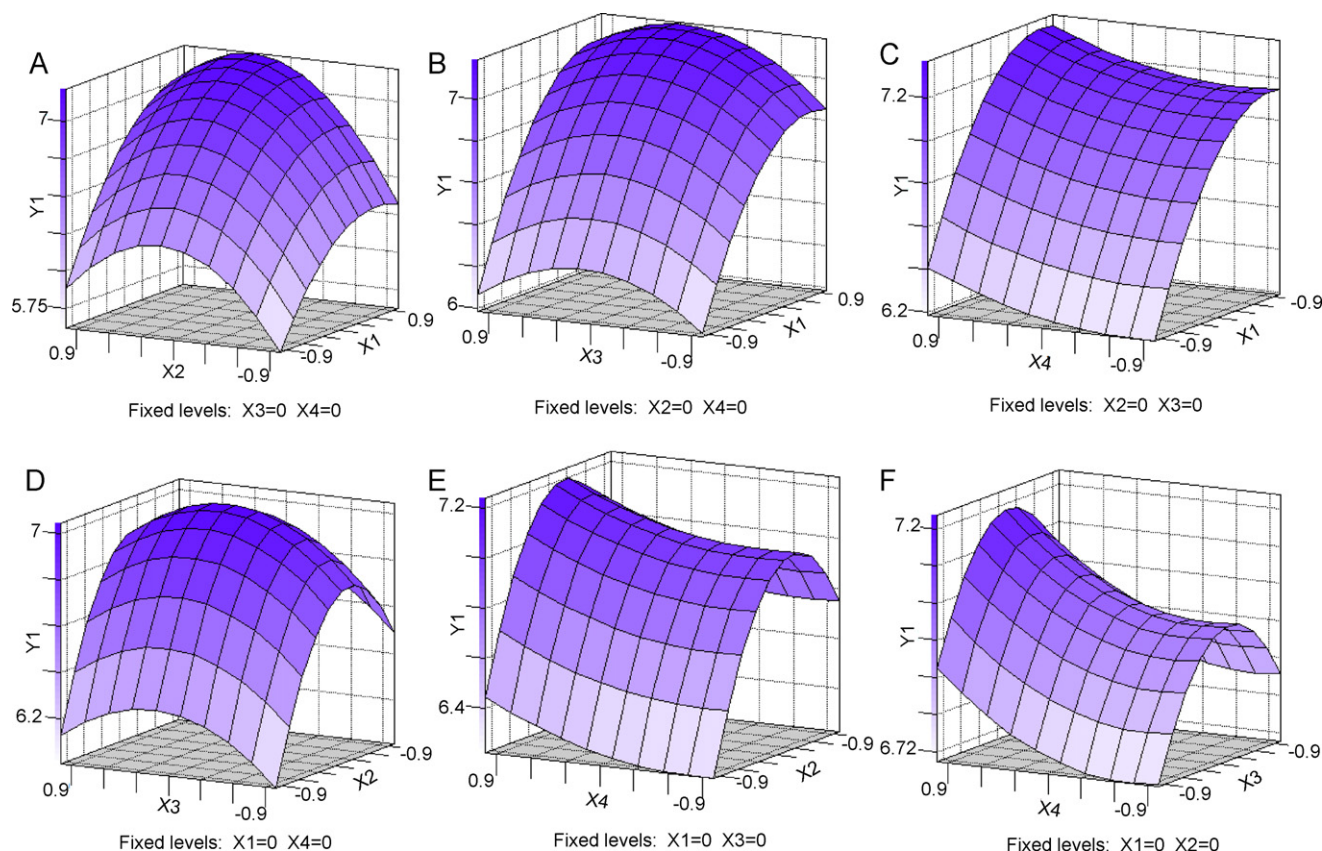 A
7
Y1
5.75
0.9
X2
-0.9
-0.9
X1
0.9
Fixed levels: X3=0 X4=0
B
7
Y1
6
0.9
X3
-0.9
-0.9
X1
0.9
Fixed levels: X2=0 X4=0
C
7.2
Y1
6.2
0.9
X4
-0.9
-0.9
X1
-0.9
Fixed levels: X2=0 X3=0
D
7
Y1
6.2
0.9
X3
-0.9
-0.9
X2
-0.9
Fixed levels: X1=0 X4=0
E
7.2
Y1
6.4
0.9
X4
-0.9
-0.9
X2
-0.9
Fixed levels: X1=0 X3=0
F
7.2
Y1
6.72
0.9
X4
-0.9
-0.9
X3
-0.9
Fixed levels: X1=0 X2=0